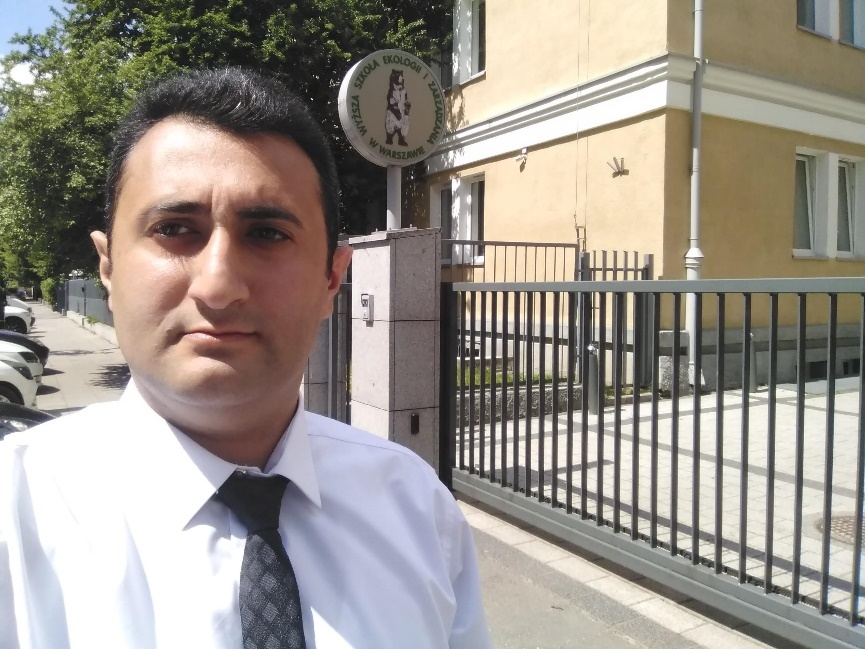 WYŻSZA SZKOŁA EKOLOGII I ZARZĄDZANIA
W WARSZAWIE